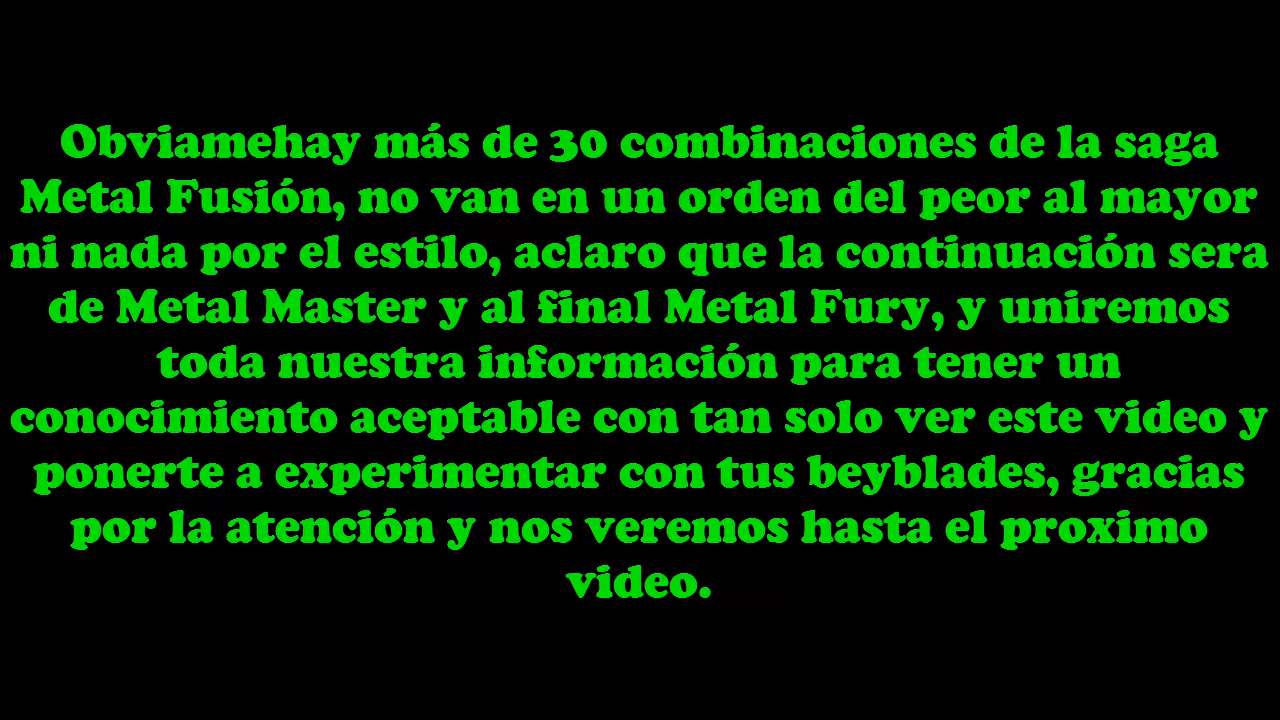 Obviamehay más de 30 combinaciones de la saga
Metal Fusión, no van en un orden del peor al mayor
ni nada por el estilo, aclaro que la continuación sera
de Metal Master y al final Metal Fury, y uniremos
toda nuestra información para tener un
conocimiento aceptable con tan solo ver este video y
ponerte a experimentar con tus beyblades, gracias
por la atención y nos veremos hasta el proximo
video.